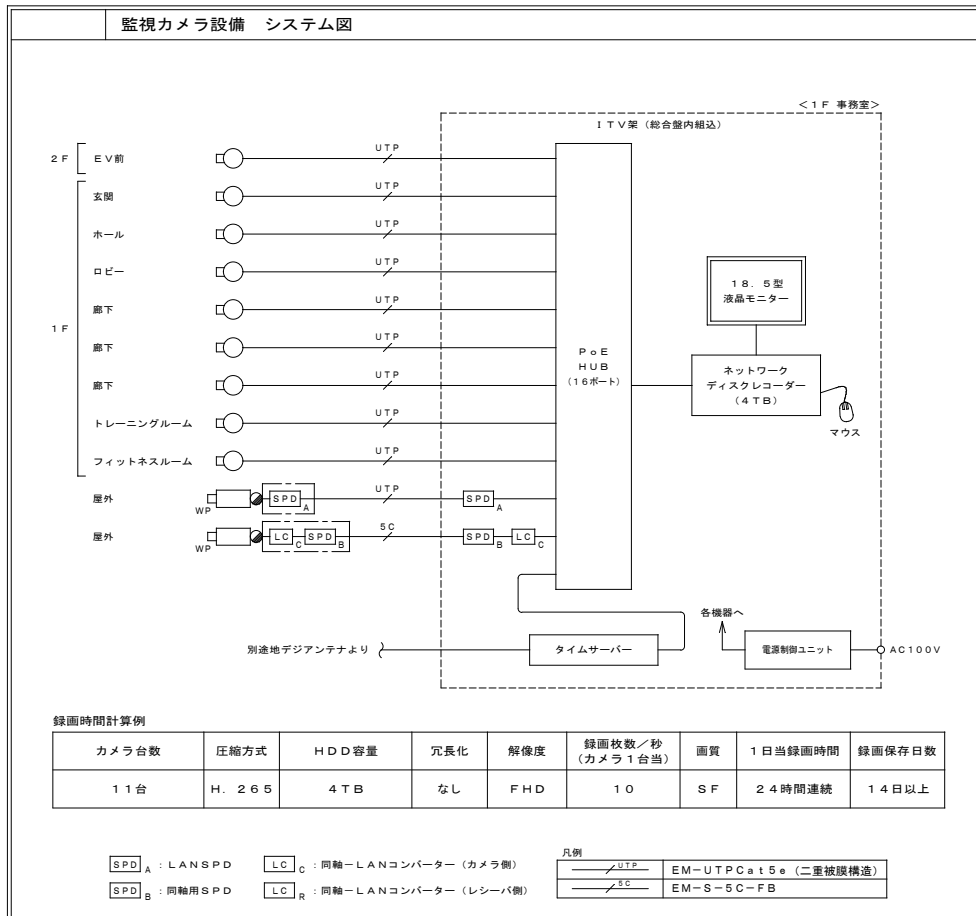 監視カメラ設備　システム図
＜１Ｆ 事務室＞
ＩＴＶ架（総合盤内組込）
２Ｆ
ＥＶ前
ＵＴＰ
玄関
ＵＴＰ
ホール
ＵＴＰ
ロビー
ＵＴＰ
廊下
ＵＴＰ
１Ｆ
廊下
ＵＴＰ
廊下
ＵＴＰ
トレーニングルーム
ＵＴＰ
フィットネスルーム
ＵＴＰ
屋外
WP
SPD
A
ＵＴＰ
SPD
A
屋外
WP
LC
C
SPD
B
５Ｃ
SPD
B
LC
C
ＰｏＥ
ＨＵＢ
（１６ポート）
１８．５型
液晶モニター
ネットワーク
ディスクレコーダー
（４ＴＢ）
マウス
別途地デジアンテナより
タイムサーバー
各機器へ
電源制御ユニット
ＡＣ１００Ｖ
録画時間計算例
カメラ台数　圧縮方式　ＨＤＤ容量　冗長化　解像度　録画枚数／秒　画質　１日当録画時間　録画保存日数
（カメラ１台当）
１１台　Ｈ．２６５　４ＴＢ　なし　ＦＨＤ　１０　ＳＦ　２４時間連続　１４日以上
SPD A ：ＬＡＮＳＰＤ
LC C ：同軸－ＬＡＮコンバーター（カメラ側）
SPD B ：同軸用ＳＰＤ
LC R ：同軸－ＬＡＮコンバーター（レシーバ側）
凡例
ＵＴＰ　ＥＭ－ＵＴＰＣａｔ５ｅ（二重被膜構造）
５Ｃ　ＥＭ－Ｓ－５Ｃ－ＦＢ